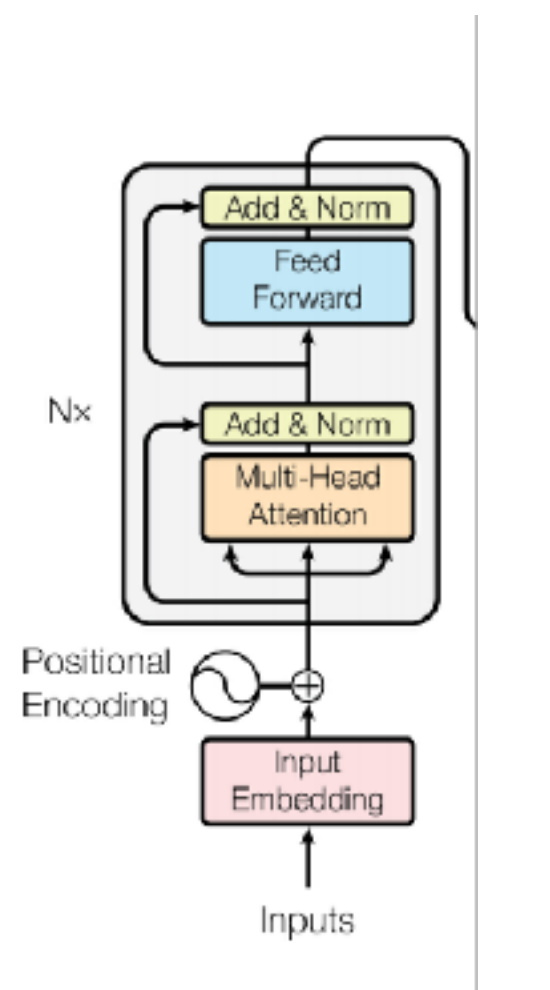 Add & Norm
Feed
Forward
Nx
Add & Norm
Multi-Head
Attention
Positional
Encoding
Input
Embedding
Inputs